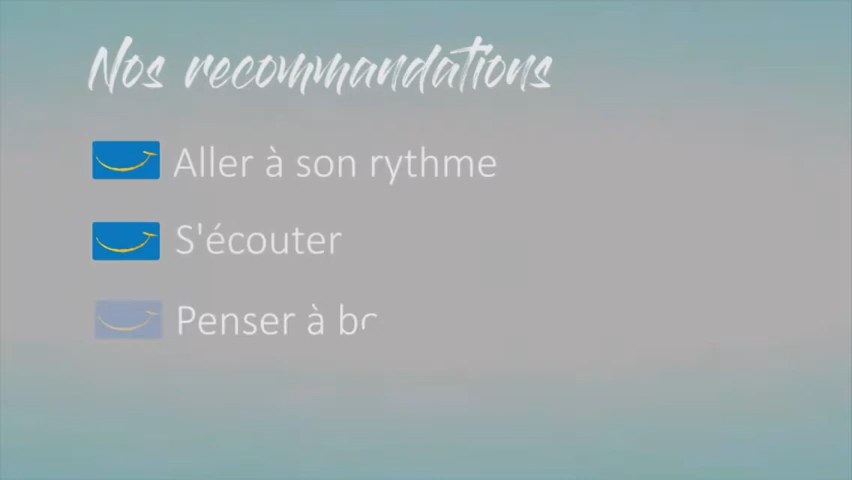 Nos recommandations
Aller à son rythme
S'écouter
Penser à